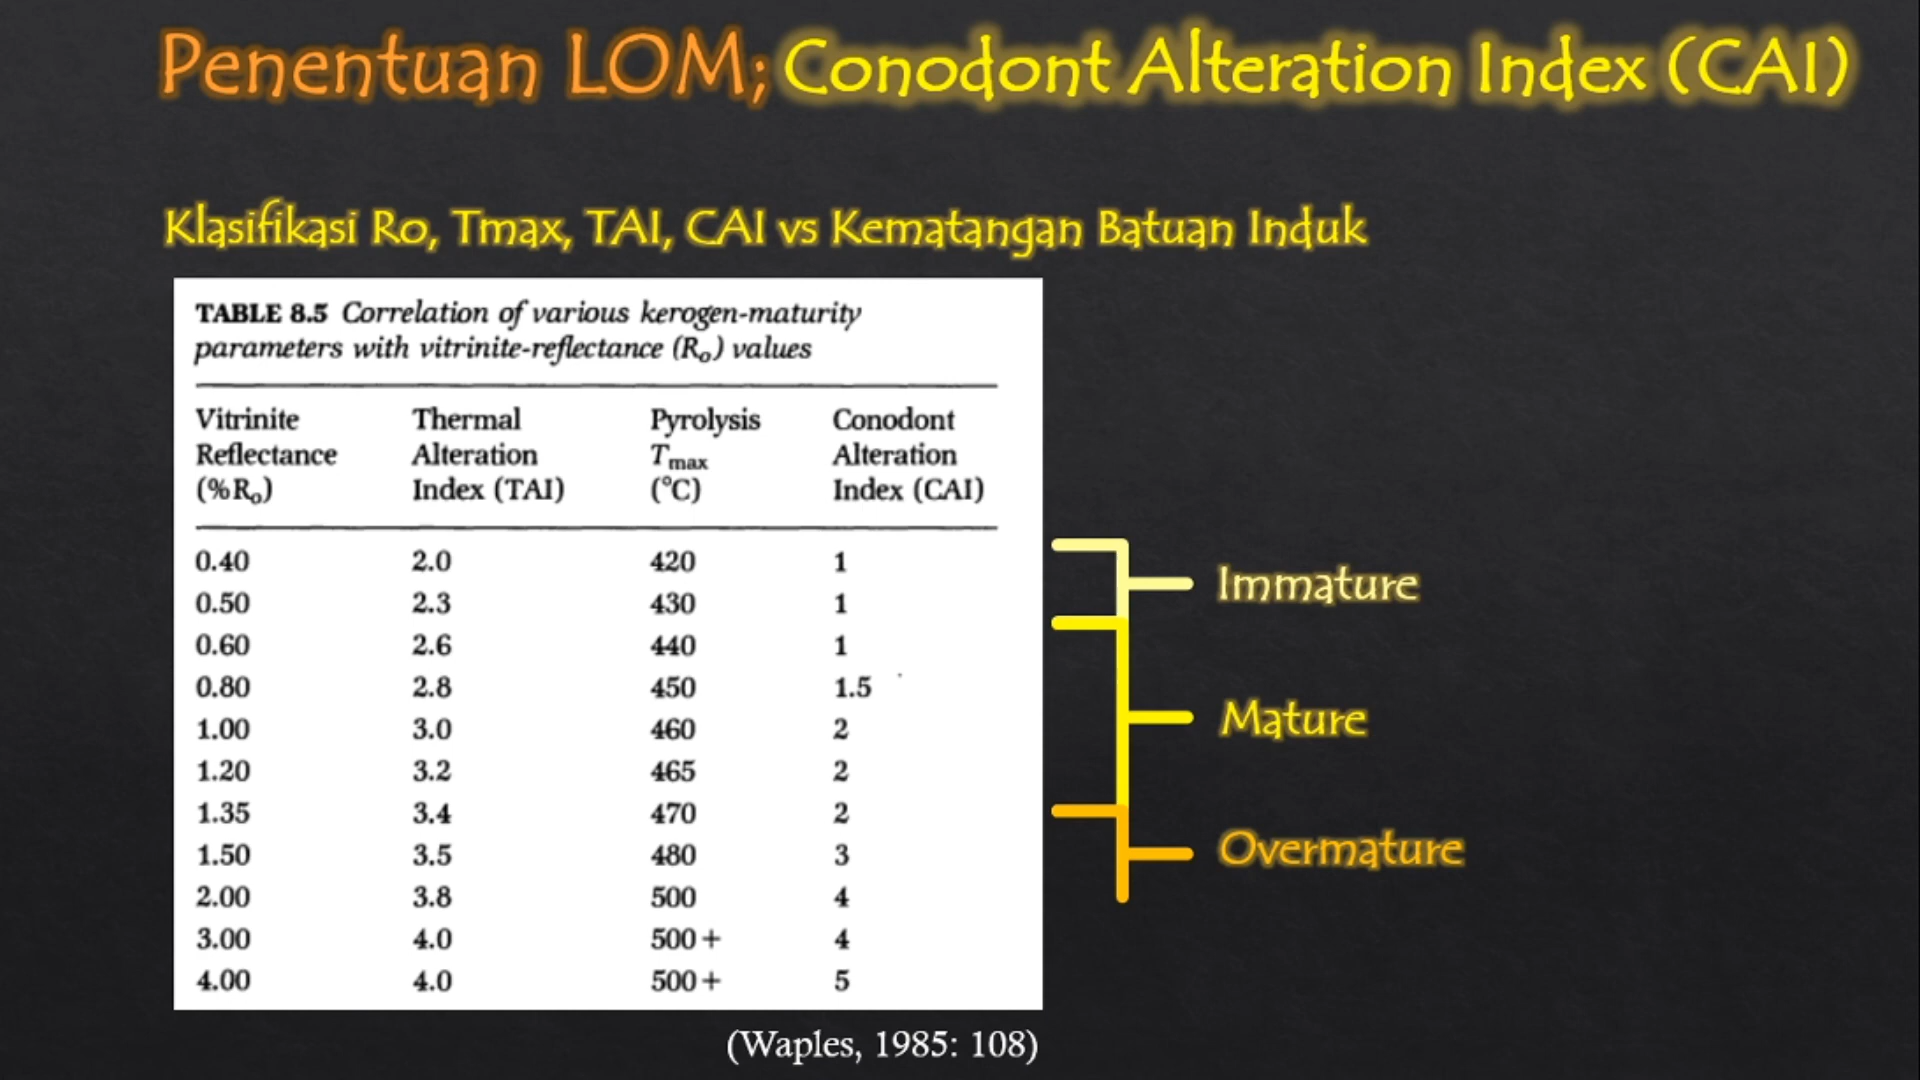 Penentuan LOM; Conodont Alteration Index (CAI)
Klasifikasi Ro, Tmax, TAI, CAI vs Kematangan Batuan Induk
TABLE 8.5 Correlation of various kerogen-maturity
parameters with vitrinite-reflectance (Ro) values
Vitrinite Thermal Pyrolysis Conodont
Reflectance Alteration Tmax Alteration
(%Ro) Index (TAI) (°C) Index (CAI)
0.40 2.0 420 1
0.50 2.3 430 1
0.60 2.6 440 1
0.80 2.8 450 1.5
1.00 3.0 460 2
1.20 3.2 465 2
1.35 3.4 470 2
1.50 3.5 480 3
2.00 3.8 500 4
3.00 4.0 500+ 4
4.00 4.0 500+ 5
Immature
Mature
Overmature
(Waples, 1985: 108)